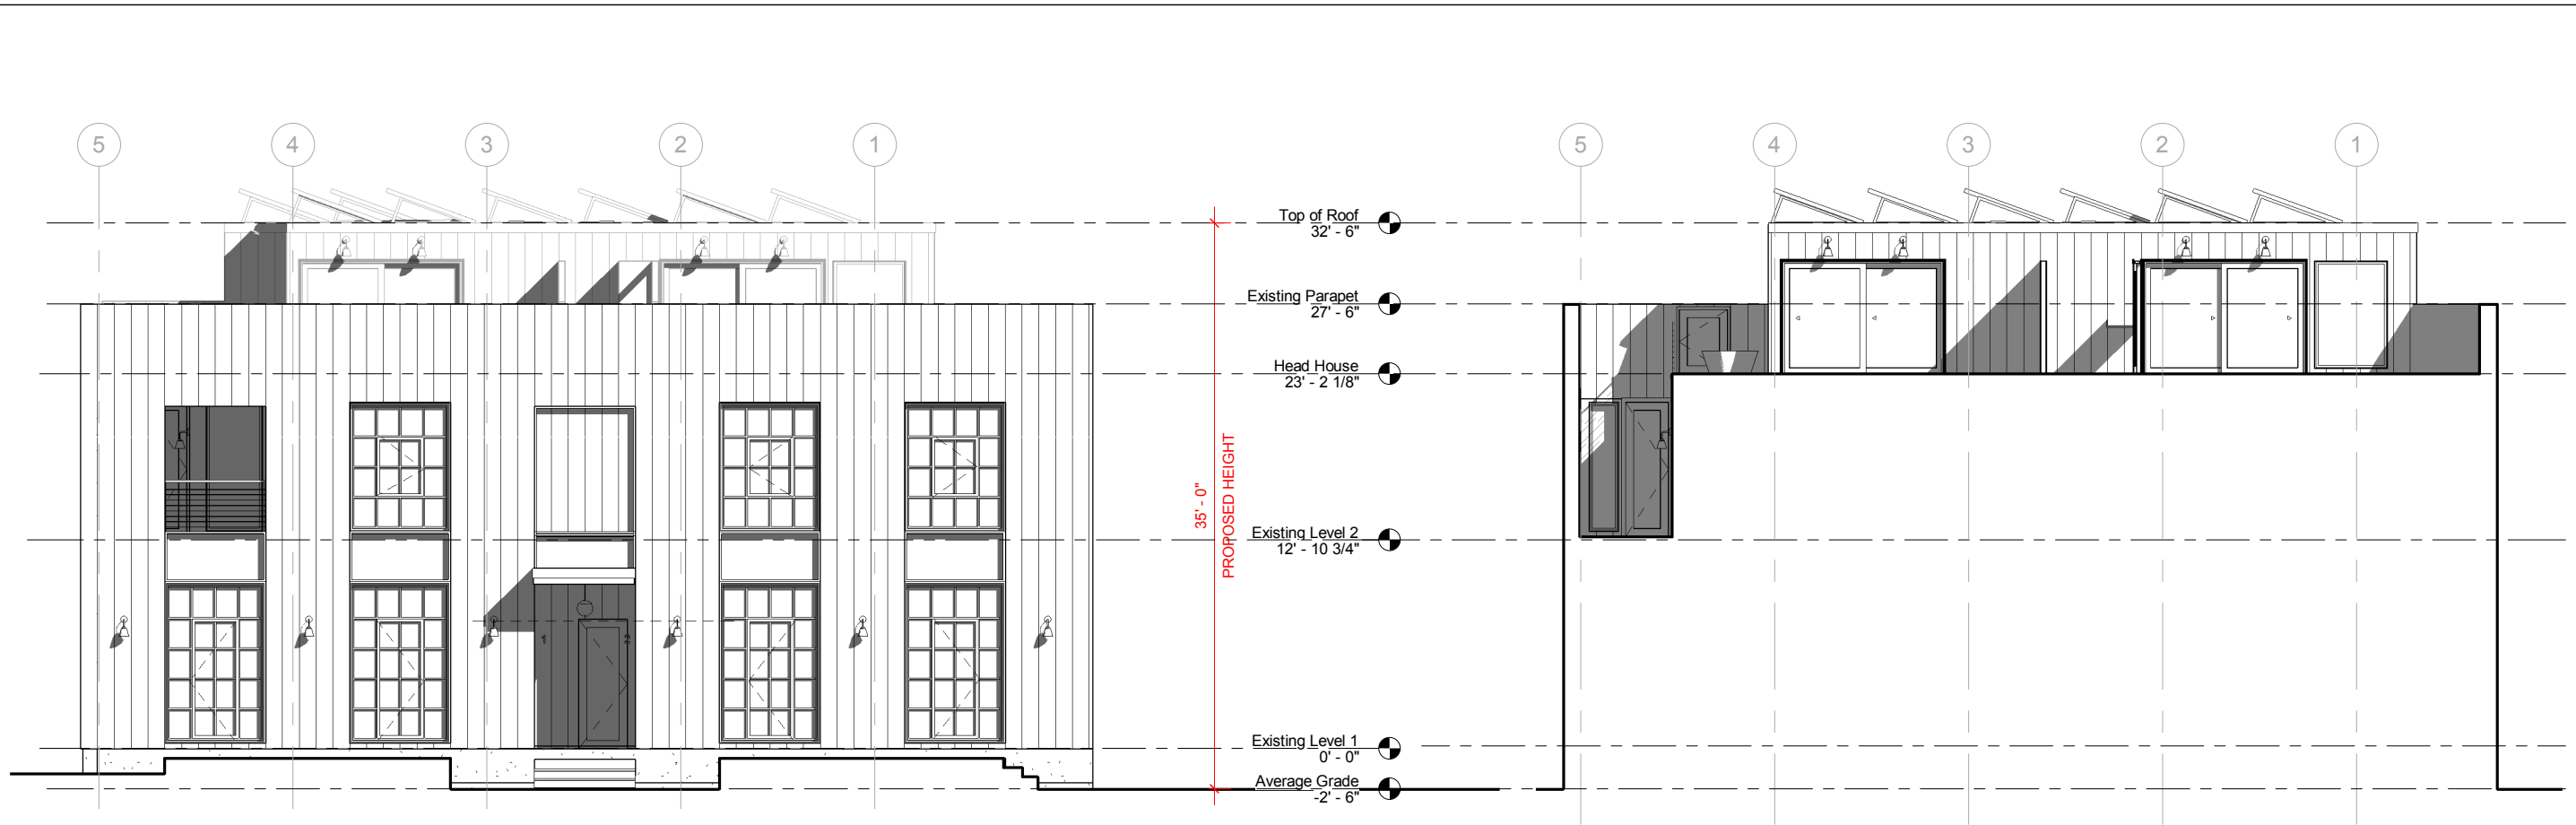 5 4 3 2 1
5 4 3 2 1
Top of Roof
32' - 6"
Existing Parapet
27' - 6"
Head House
23' - 2 1/8"
35' - 0"
PROPOSED HEIGHT
Existing Level 2
12' - 10 3/4"
Existing Level 1
0' - 0"
Average Grade
-2' - 6"